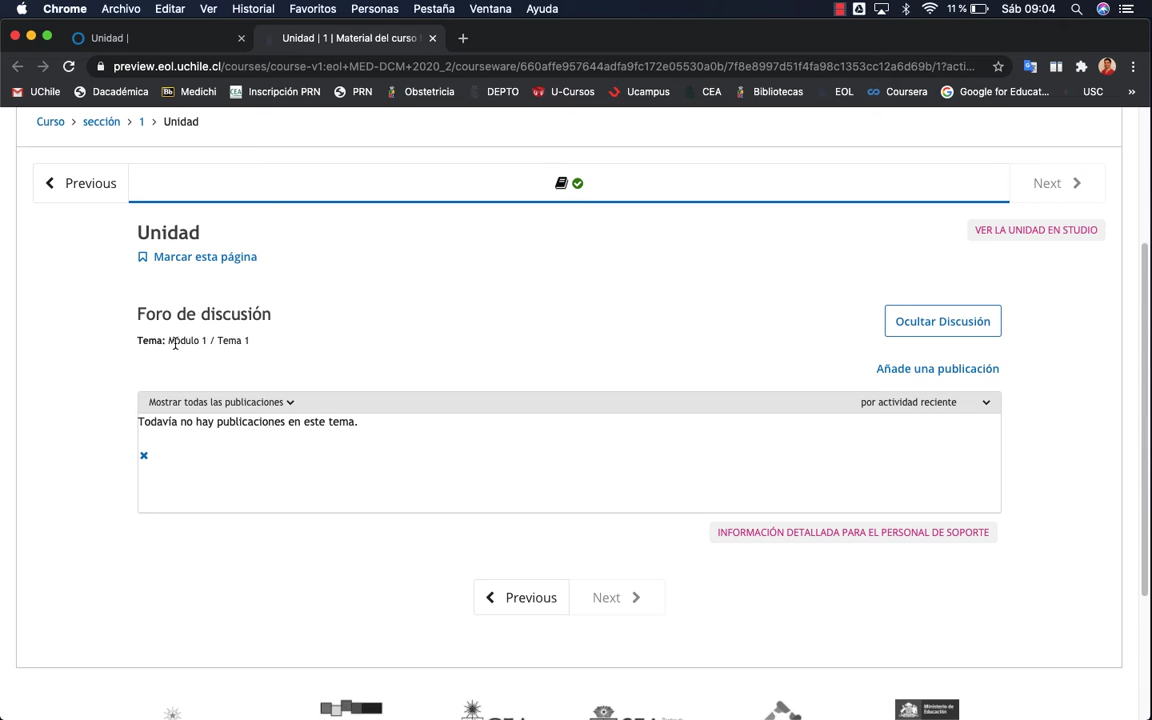 Chrome Archivo Editar Ver Historial Favoritos Personas Pestaña Ventana Ayuda 11 % Sáb 09:04
Unidad | Unidad | 1 | Material del curso
preview.eol.uchile.cl/courses/course-v1:eol+MED-DCM+2020_2/courseware/660affe957644adfa9fc172e05530a0b/7f8e8997d51f4fa98c1353cc12a6d69b/1?acti...
UChile Dacadémica Medichi Inscripción PRN PRN Obstetricia DEPTO U-Cursos Ucampus CEA Bibliotecas EOL Coursera Google for Educat... USC »
Curso > sección > 1 > Unidad
Previous Next
Unidad
VER LA UNIDAD EN STUDIO
Marcar esta página
Foro de discusión
Ocultar Discusión
Tema: Módulo 1 / Tema 1
Añade una publicación
Mostrar todas las publicaciones por actividad reciente
Todavía no hay publicaciones en este tema.
INFORMACIÓN DETALLADA PARA EL PERSONAL DE SOPORTE
Previous Next
Ministerio de
Educación